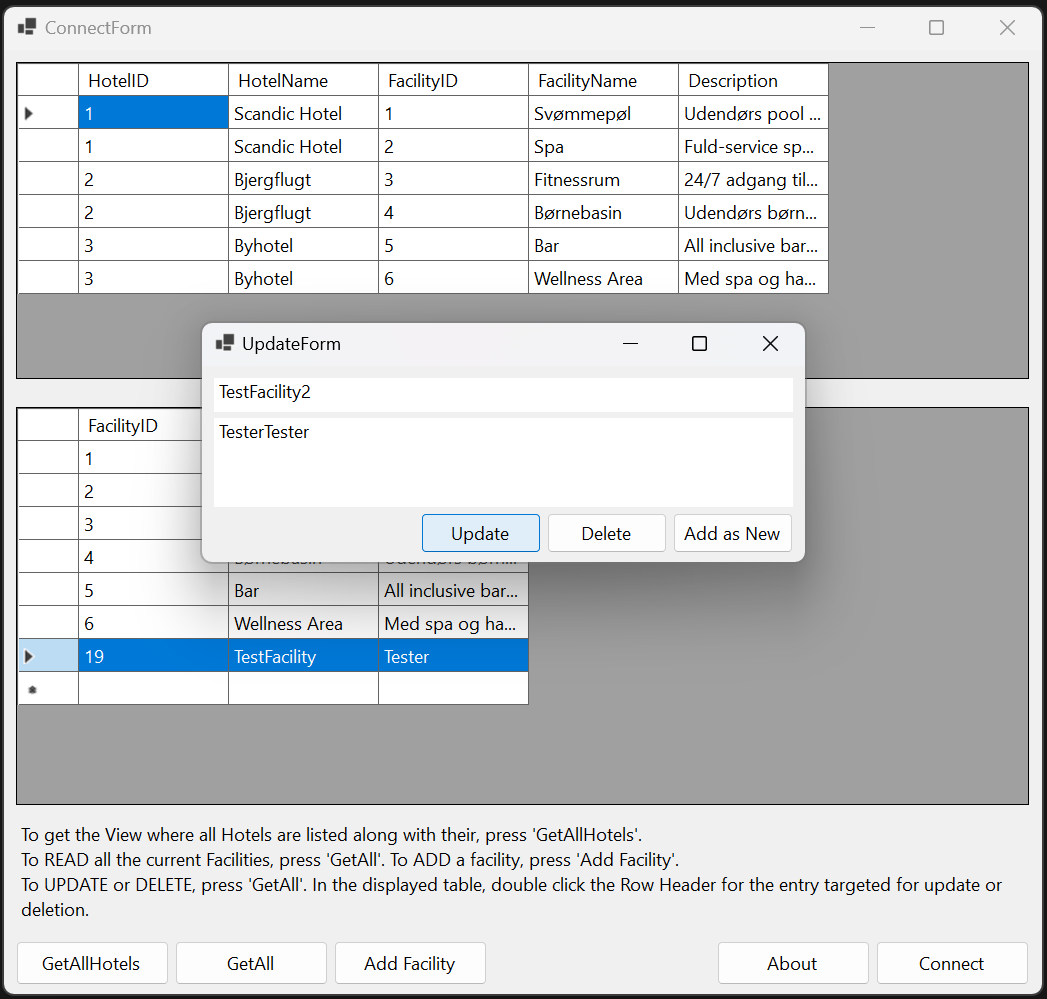 ConnectForm
HotelID HotelName FacilityID FacilityName Description
1 Scandic Hotel 1 Svømmepøl Udendørs pool ...
1 Scandic Hotel 2 Spa Fuld-service sp...
2 Bjergflugt 3 Fitnessrum 24/7 adgang til...
2 Bjergflugt 4 Børnebasin Udendørs børn...
3 Byhotel 5 Bar All inclusive bar...
3 Byhotel 6 Wellness Area Med spa og ha...
UpdateForm
TestFacility2
TesterTester
Update Delete Add as New
FacilityID
1
2
3
4 Børnebasin Udendørs børn...
5 Bar All inclusive bar...
6 Wellness Area Med spa og ha...
19 TestFacility Tester
To get the View where all Hotels are listed along with their, press 'GetAllHotels'.
To READ all the current Facilities, press 'GetAll'. To ADD a facility, press 'Add Facility'.
To UPDATE or DELETE, press 'GetAll'. In the displayed table, double click the Row Header for the entry targeted for update or
deletion.
GetAllHotels GetAll Add Facility About Connect